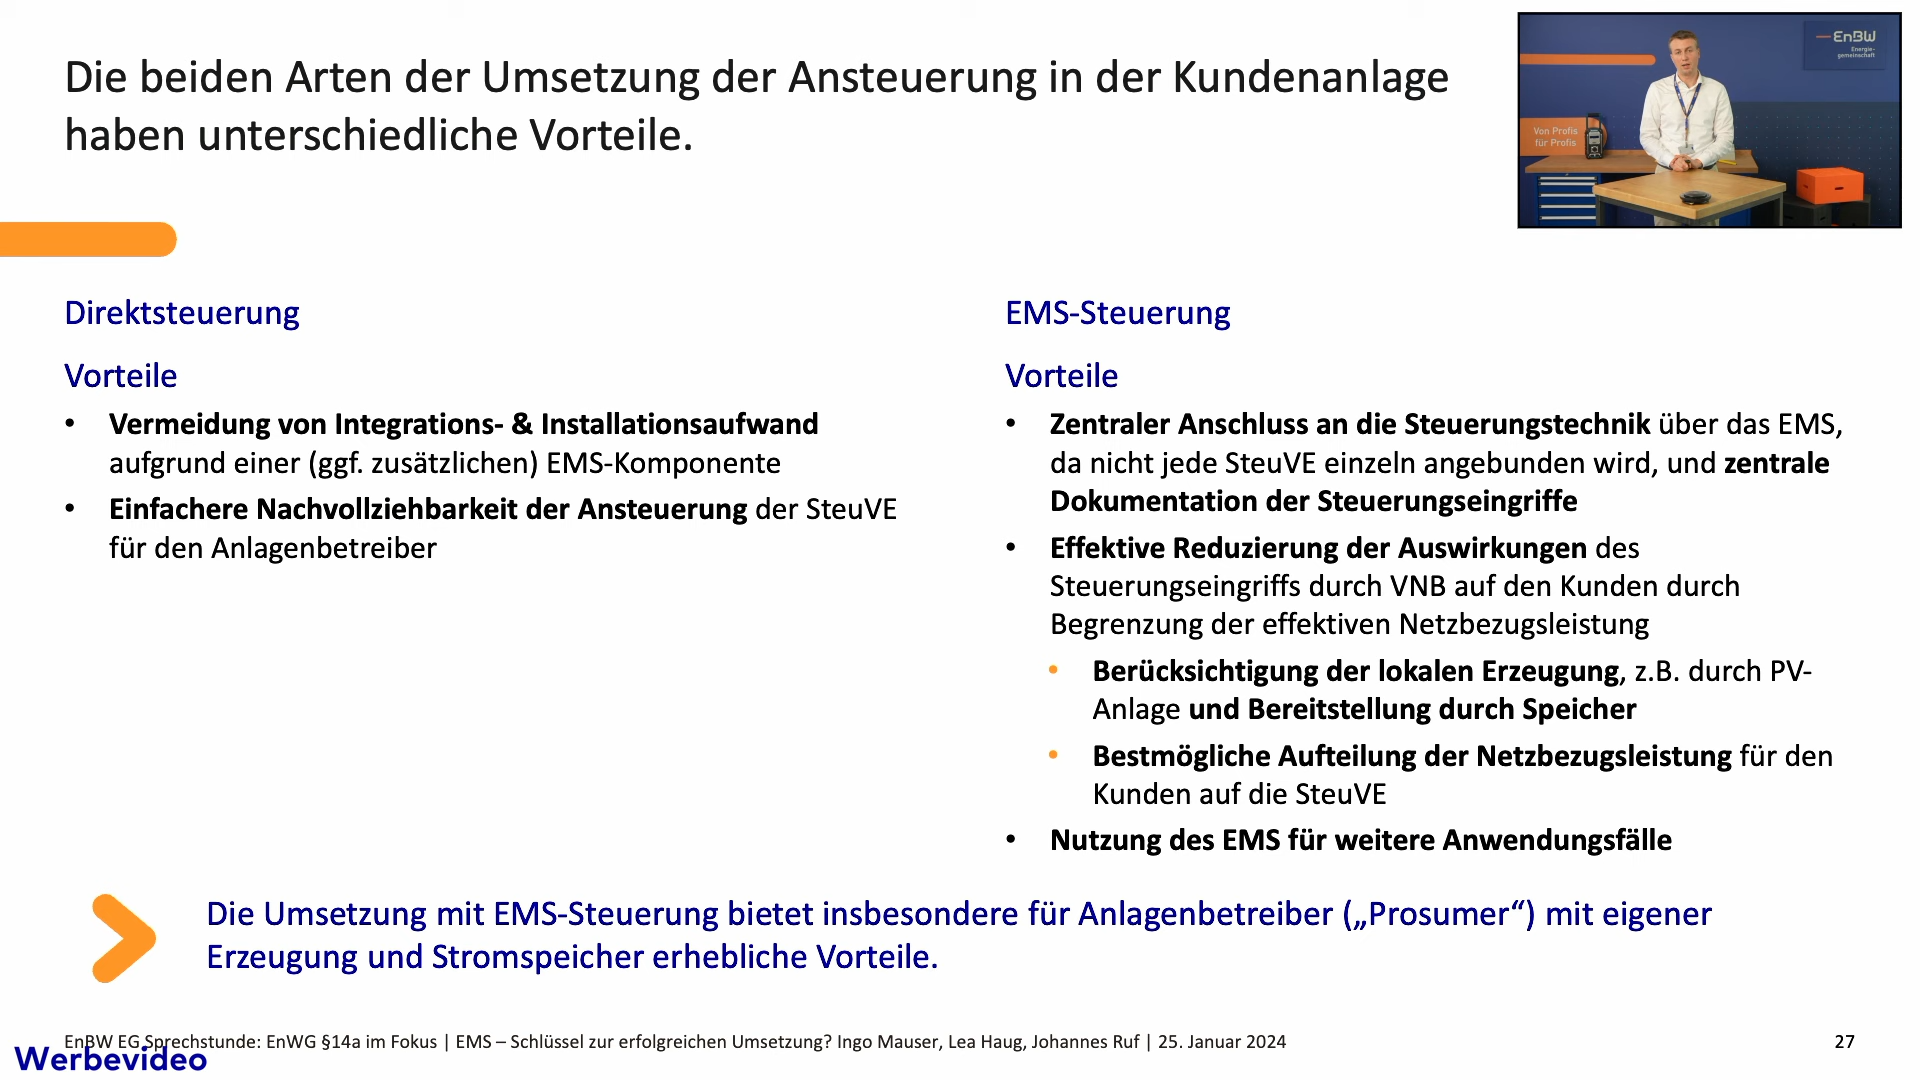 Die beiden Arten der Umsetzung der Ansteuerung in der Kundenanlage
haben unterschiedliche Vorteile.
EnBW
Energie-
gemeinschaft
Von Profis
für Profis
Direktsteuerung
Vorteile
• Vermeidung von Integrations- & Installationsaufwand
aufgrund einer (ggf. zusätzlichen) EMS-Komponente
• Einfachere Nachvollziehbarkeit der Ansteuerung der SteuVE
für den Anlagenbetreiber
EMS-Steuerung
Vorteile
• Zentraler Anschluss an die Steuerungstechnik über das EMS,
da nicht jede SteuVE einzeln angebunden wird, und zentrale
Dokumentation der Steuerungseingriffe
• Effektive Reduzierung der Auswirkungen des
Steuerungseingriffs durch VNB auf den Kunden durch
Begrenzung der effektiven Netzbezugsleistung
• Berücksichtigung der lokalen Erzeugung, z.B. durch PV-
Anlage und Bereitstellung durch Speicher
• Bestmögliche Aufteilung der Netzbezugsleistung für den
Kunden auf die SteuVE
• Nutzung des EMS für weitere Anwendungsfälle
Die Umsetzung mit EMS-Steuerung bietet insbesondere für Anlagenbetreiber („Prosumer“) mit eigener
Erzeugung und Stromspeicher erhebliche Vorteile.
EnBW EG Sprechstunde: EnWG §14a im Fokus | EMS – Schlüssel zur erfolgreichen Umsetzung? Ingo Mauser, Lea Haug, Johannes Ruf | 25. Januar 2024
27
Werbevideo